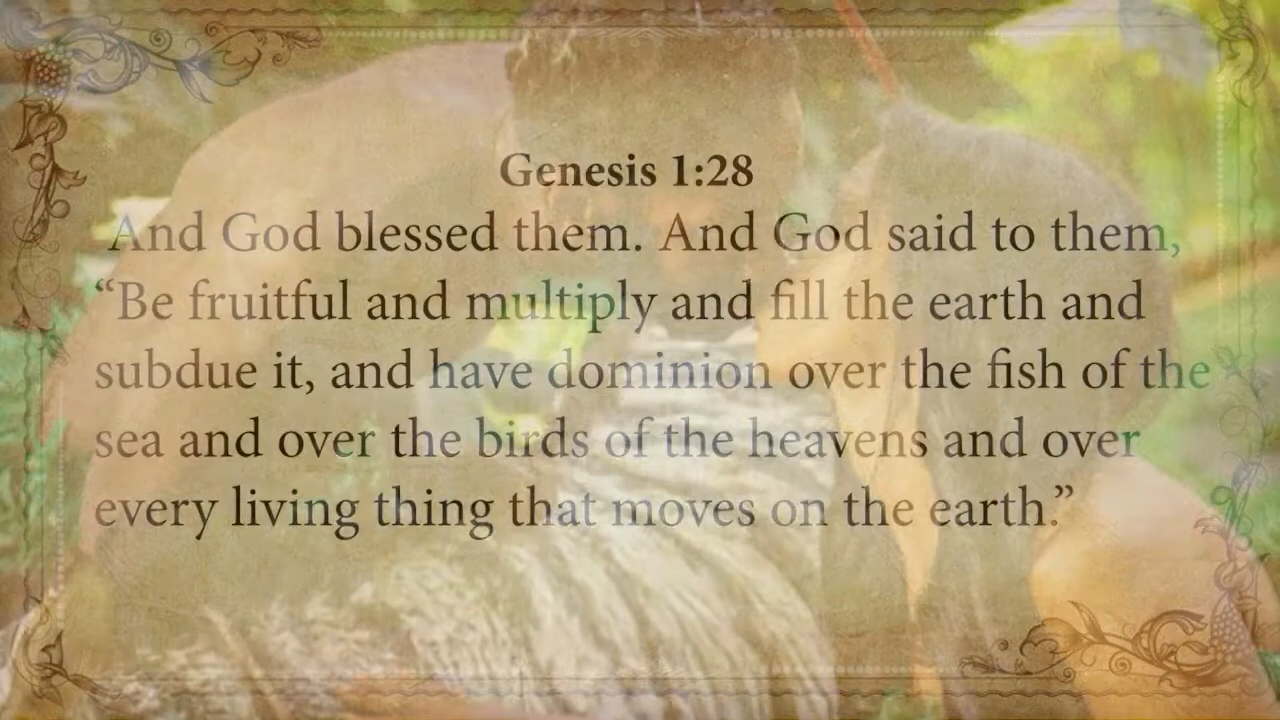 Genesis 1:28
And God blessed them. And God said to them,
“Be fruitful and multiply and fill the earth and
subdue it, and have dominion over the fish of the
sea and over the birds of the heavens and over
every living thing that moves on the earth.”